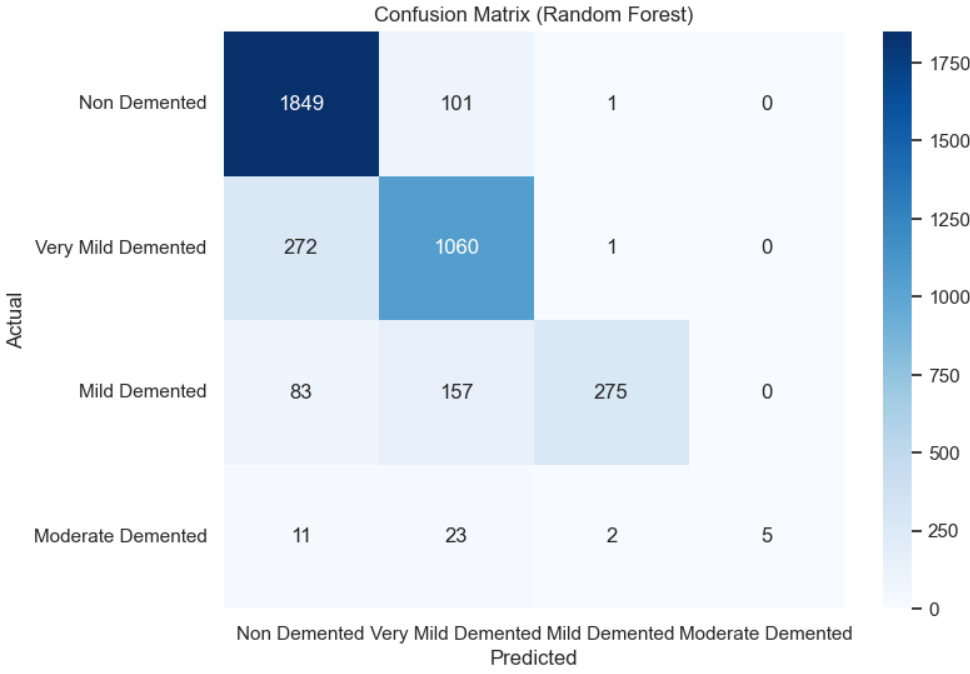 Confusion Matrix (Random Forest)
Non Demented 1849 101 1 0
Very Mild Demented 272 1060 1 0
Mild Demented 83 157 275 0
Moderate Demented 11 23 2 5
Actual
Non Demented Very Mild Demented Mild Demented Moderate Demented
Predicted
1750
1500
1250
1000
750
500
250
0